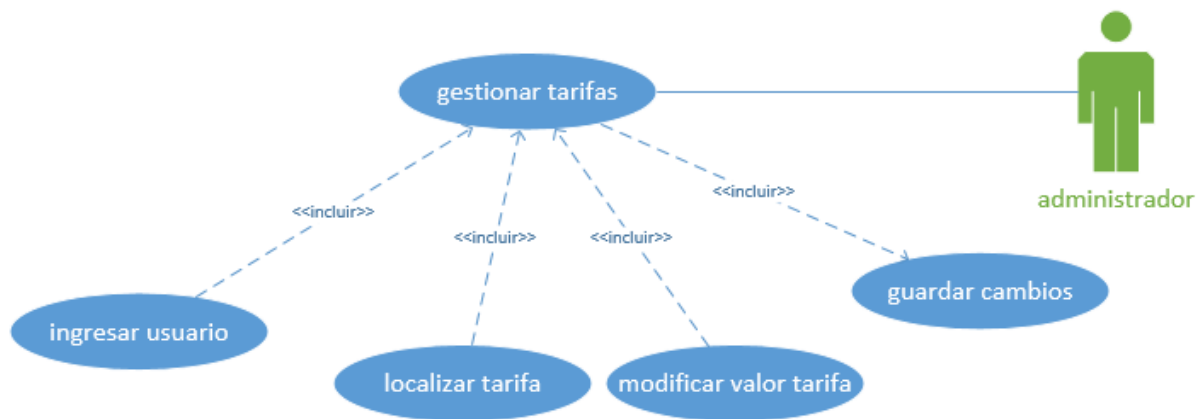 gestionar tarifas
<<incluir>>
administrador
<<incluir>>
<<incluir>>
<<incluir>>
guardar cambios
ingresar usuario
localizar tarifa
modificar valor tarifa